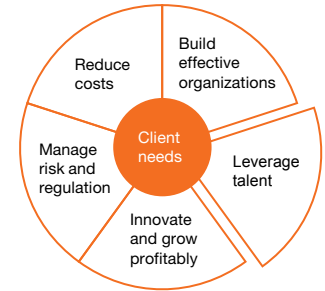 Build
effective
organizations
Leverage
talent
Innovate
and grow
profitably
Manage
risk and
regulation
Reduce
costs
Client
needs